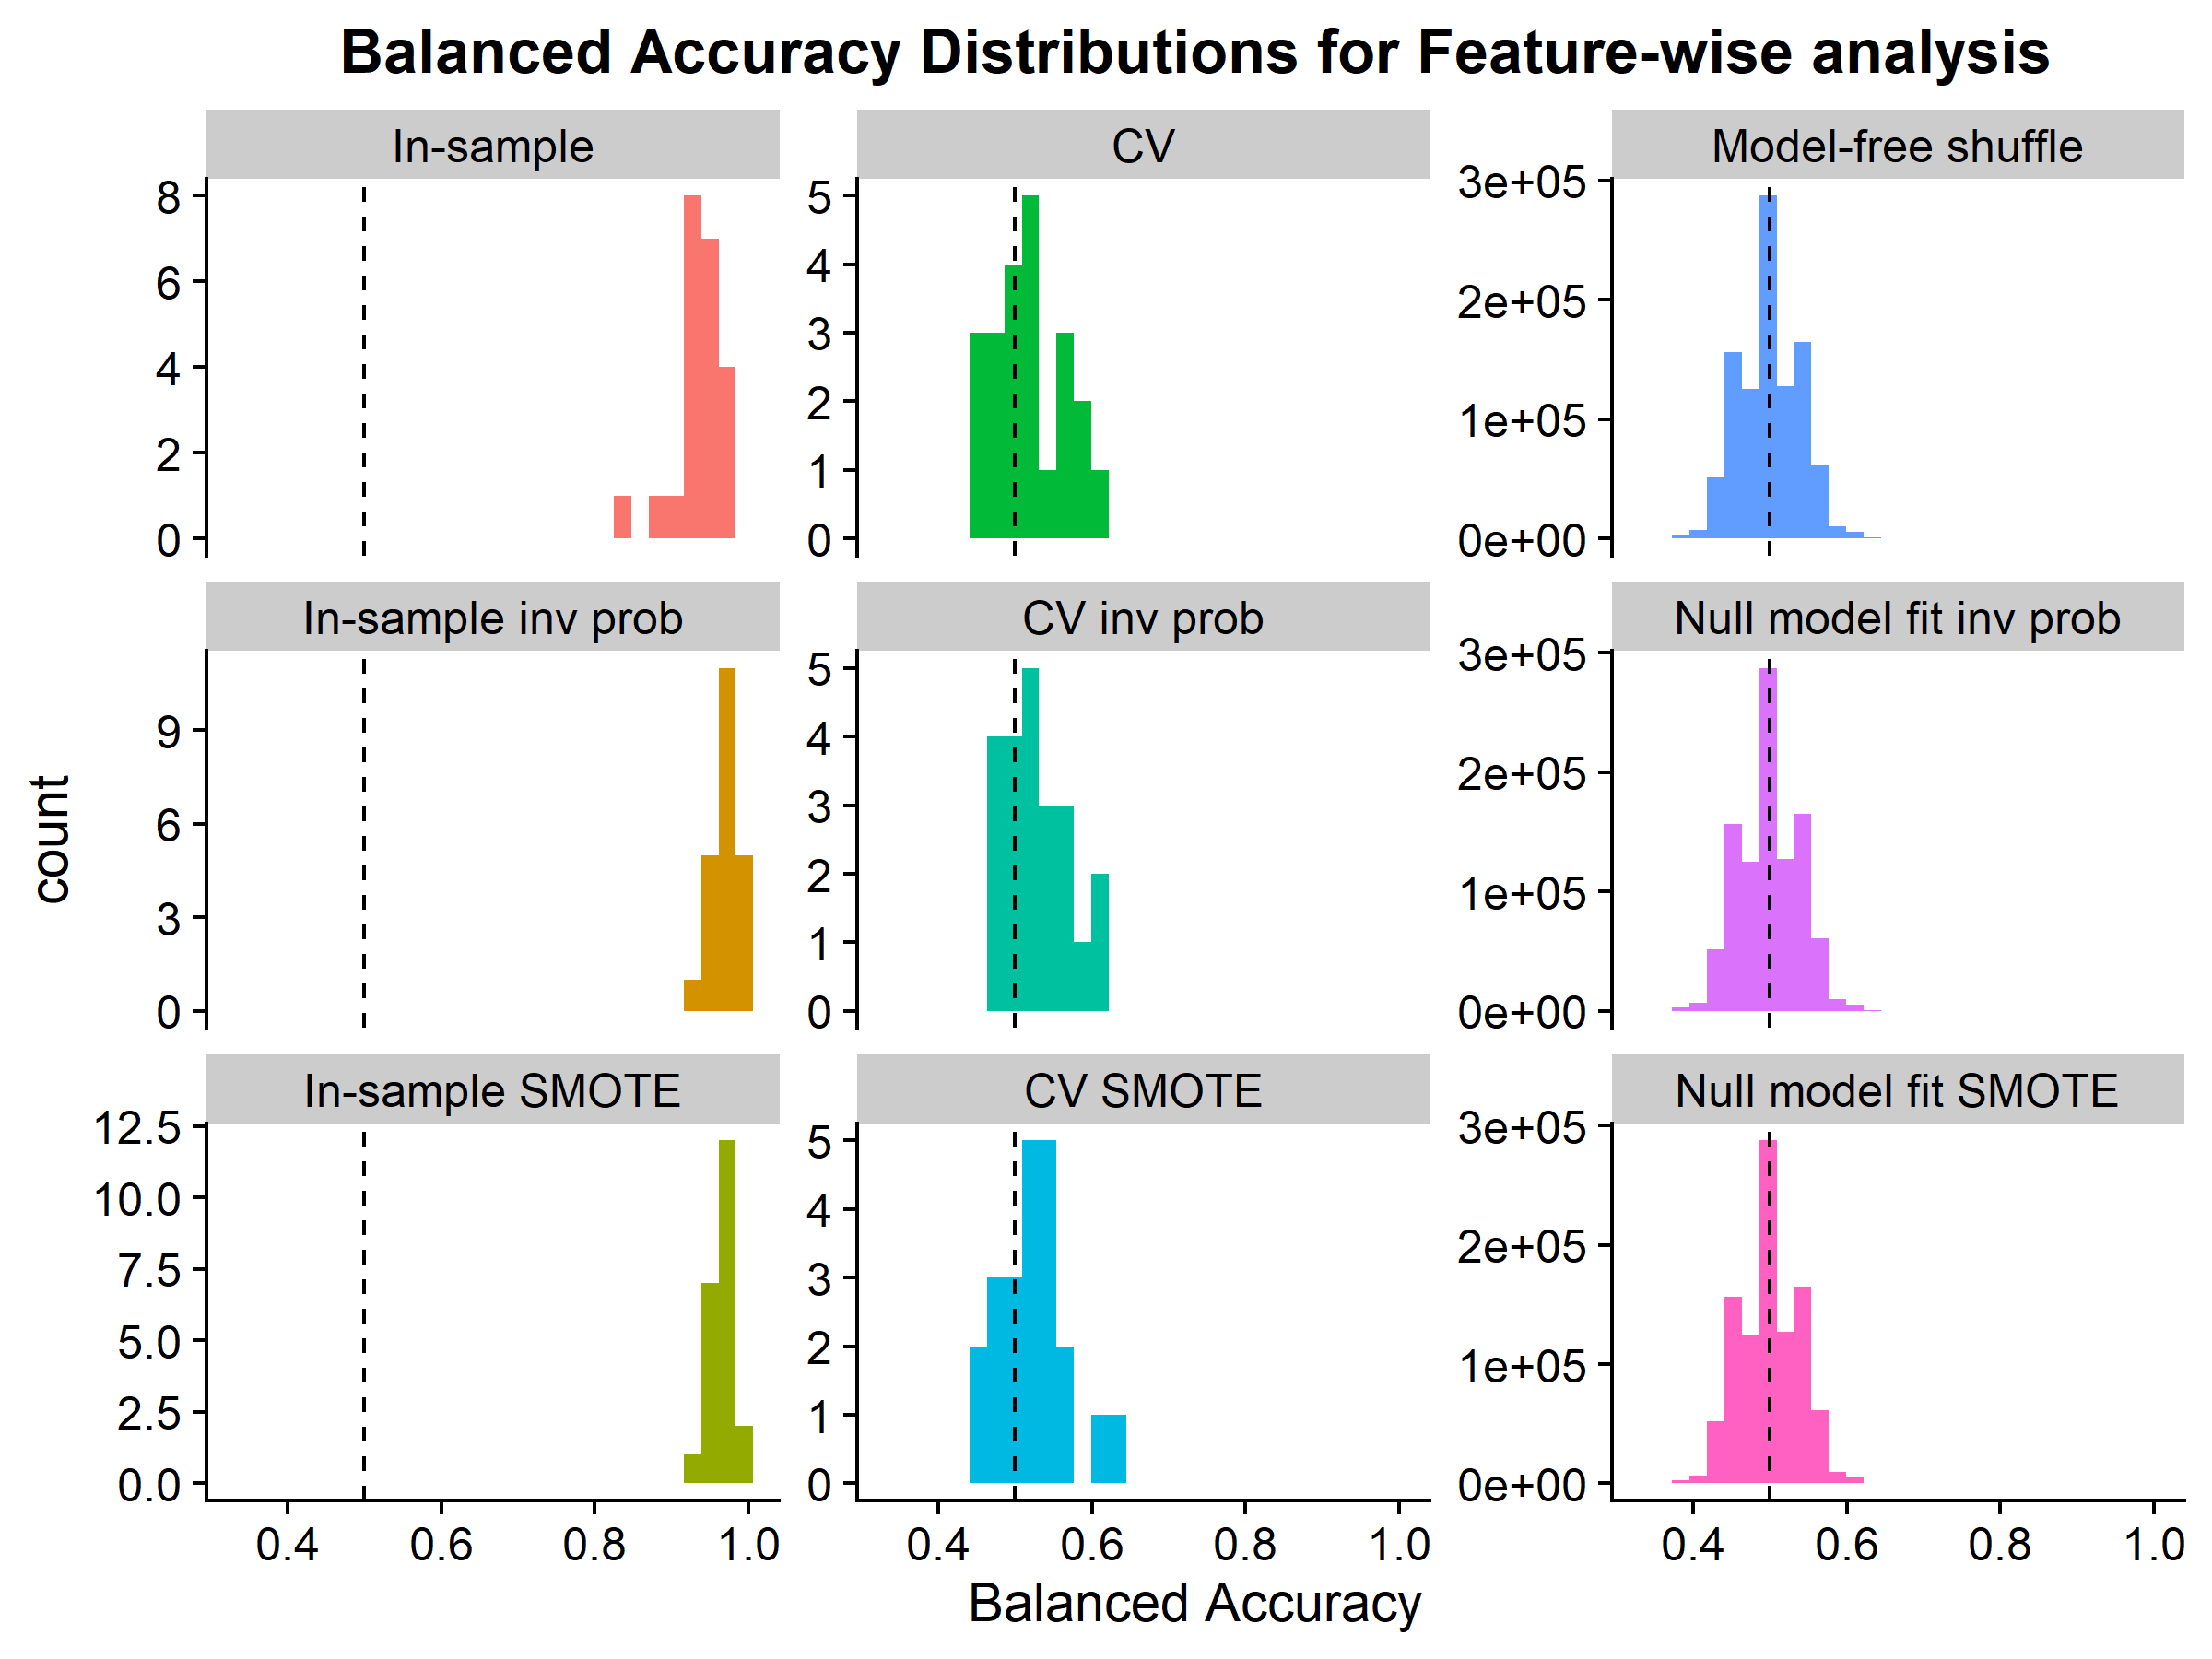 Balanced Accuracy Distributions for Feature-wise analysis
In-sample
CV
Model-free shuffle
8
6
4
2
0
5
4
3
2
1
0
3e+05
2e+05
1e+05
0e+00
In-sample inv prob
CV inv prob
Null model fit inv prob
9
6
3
0
5
4
3
2
1
0
3e+05
2e+05
1e+05
0e+00
count
In-sample SMOTE
CV SMOTE
Null model fit SMOTE
12.5
10.0
7.5
5.0
2.5
0.0
5
4
3
2
1
0
3e+05
2e+05
1e+05
0e+00
0.4 0.6 0.8 1.0
0.4 0.6 0.8 1.0
0.4 0.6 0.8 1.0
Balanced Accuracy